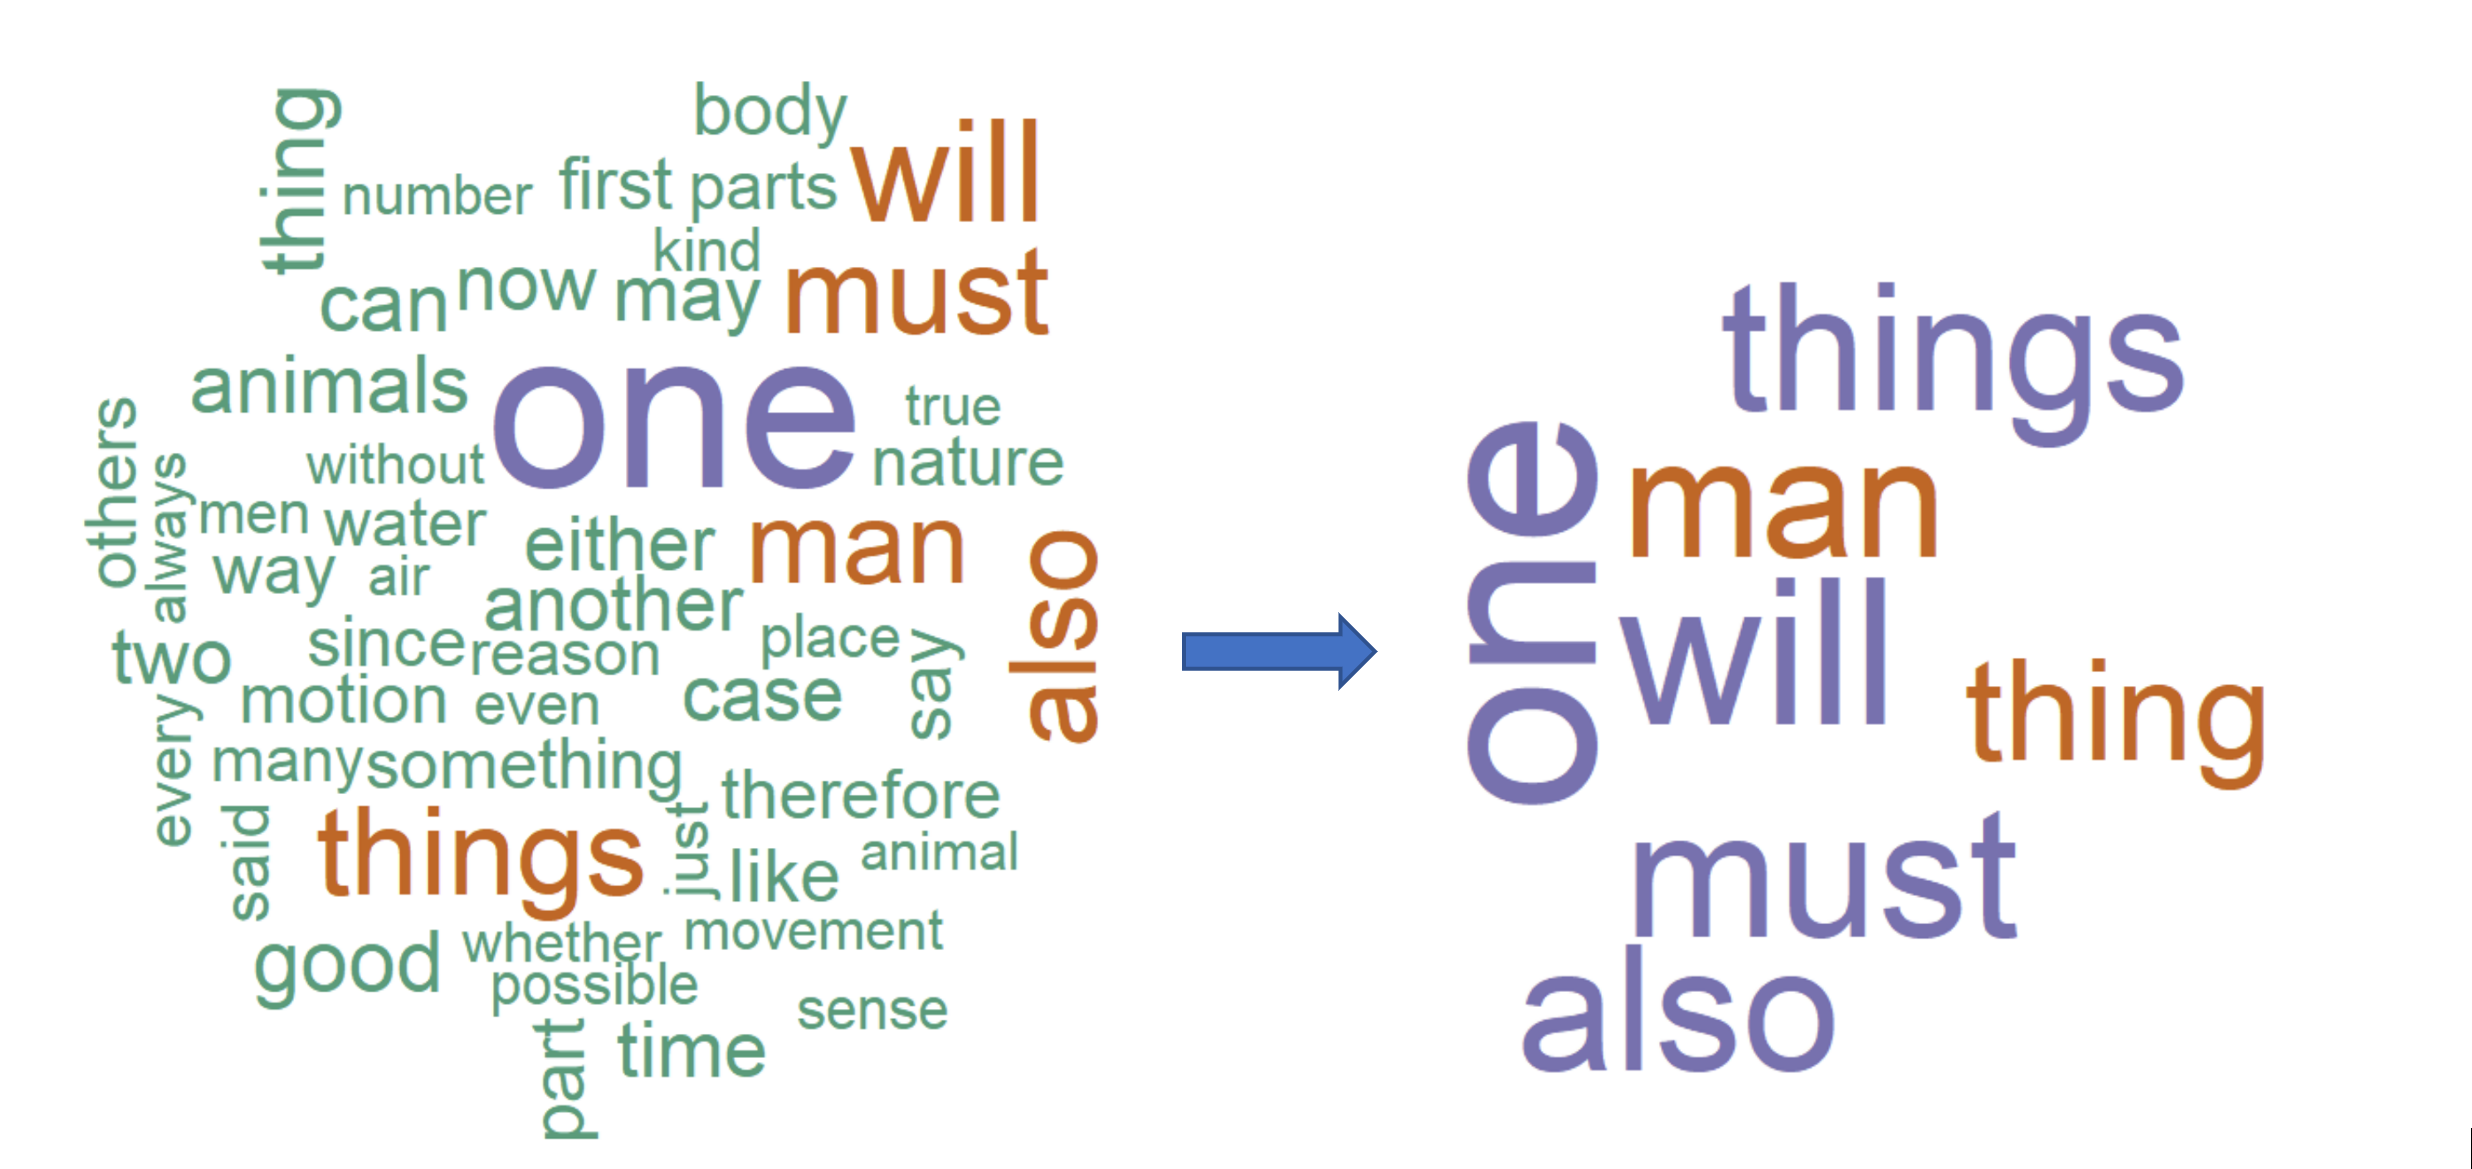 body
thing
number
first
parts
will
kind
can
now
may
must
animals
one
true
others
always
without
nature
men
water
either
man
also
way
air
another
two
since
reason
place
say
every
motion
even
case
many
something
therefore
said
things
just
like
animal
good
whether
movement
possible
sense
part
time
things
one
man
will
thing
must
also